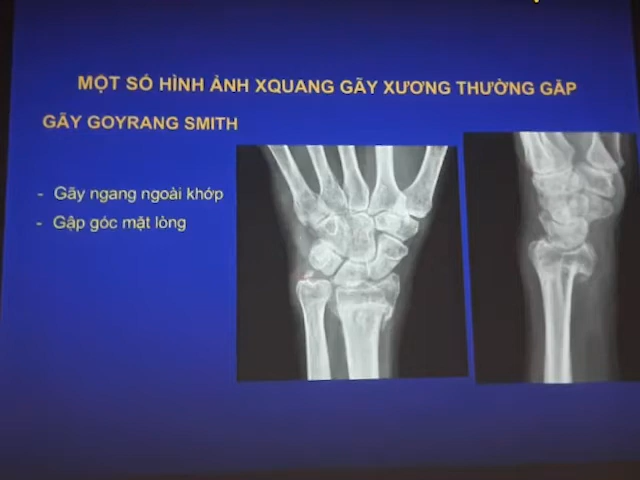 MỘT SỐ HÌNH ẢNH XQUANG GÃY XƯƠNG THƯỜNG GẶP
GÃY GOYRANG SMITH
- Gãy ngang ngoài khớp
- Gập góc mặt lòng